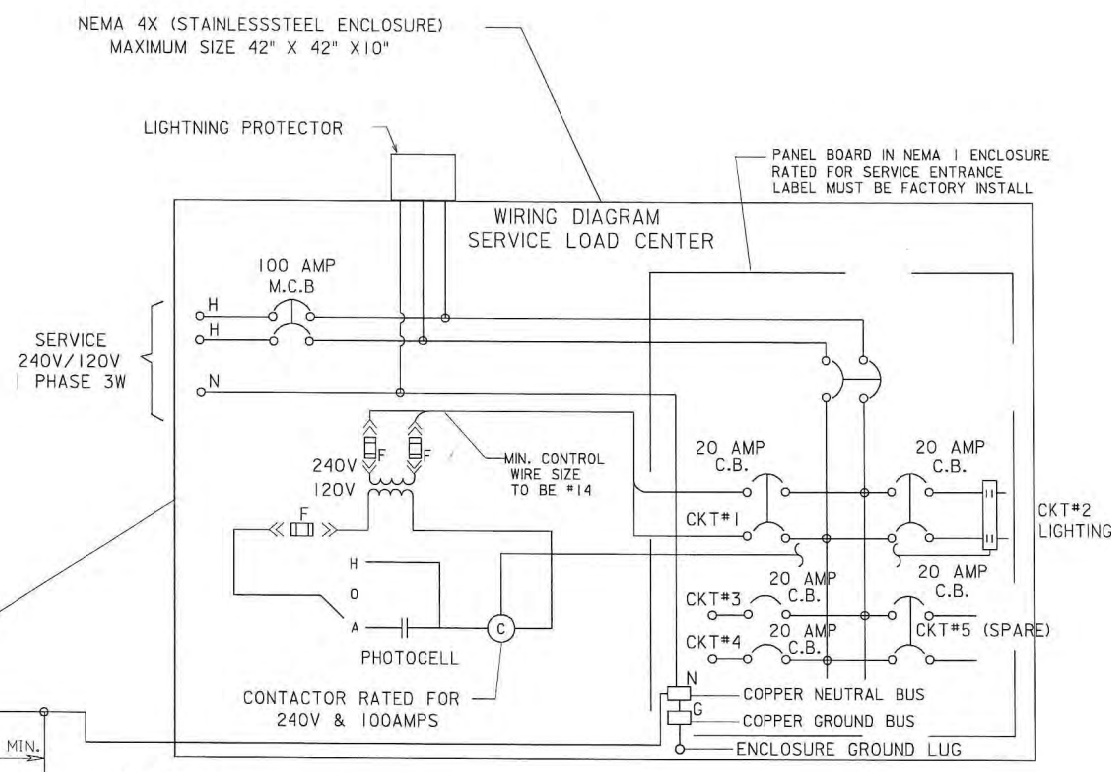 NEMA 4X (STAINLESSSTEEL ENCLOSURE)
MAXIMUM SIZE 42" X 42" X10"
LIGHTNING PROTECTOR
PANEL BOARD IN NEMA 1 ENCLOSURE
RATED FOR SERVICE ENTRANCE
LABEL MUST BE FACTORY INSTALL
WIRING DIAGRAM
SERVICE LOAD CENTER
100 AMP
M.C.B
H
H
N
SERVICE
240V/120V
1 PHASE 3W
F
F
240V
120V
MIN. CONTROL
WIRE SIZE
TO BE #14
F
20 AMP
C.B.
20 AMP
C.B.
CKT#1
CKT#2
LIGHTING
H
O
A
C
PHOTOCELL
20 AMP
C.B.
20 AMP
C.B.
CKT#3
CKT#4
20 AMP
C.B.
CKT#5 (SPARE)
CONTACTOR RATED FOR
240V & 100AMPS
N
COPPER NEUTRAL BUS
G
COPPER GROUND BUS
ENCLOSURE GROUND LUG
MIN.